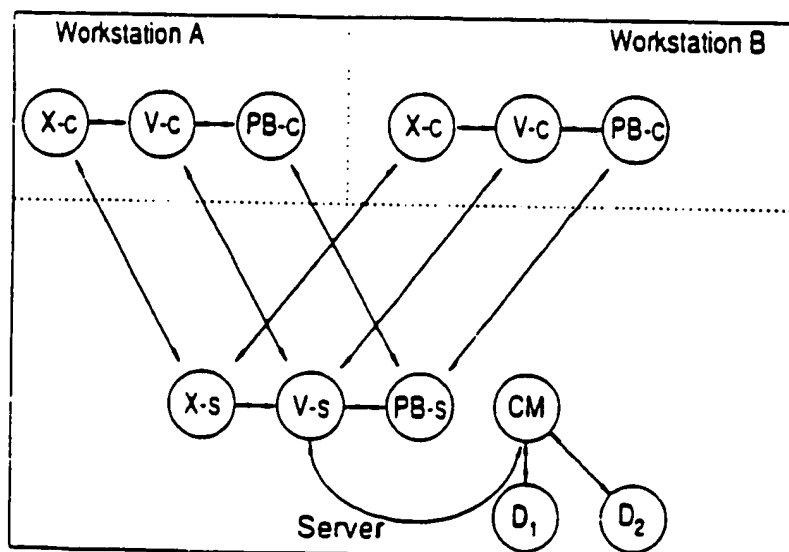 Workstation A
Workstation B
X-c V-c PB-c X-c V-c PB-c
X-s V-s PB-s CM
Server D1 D2